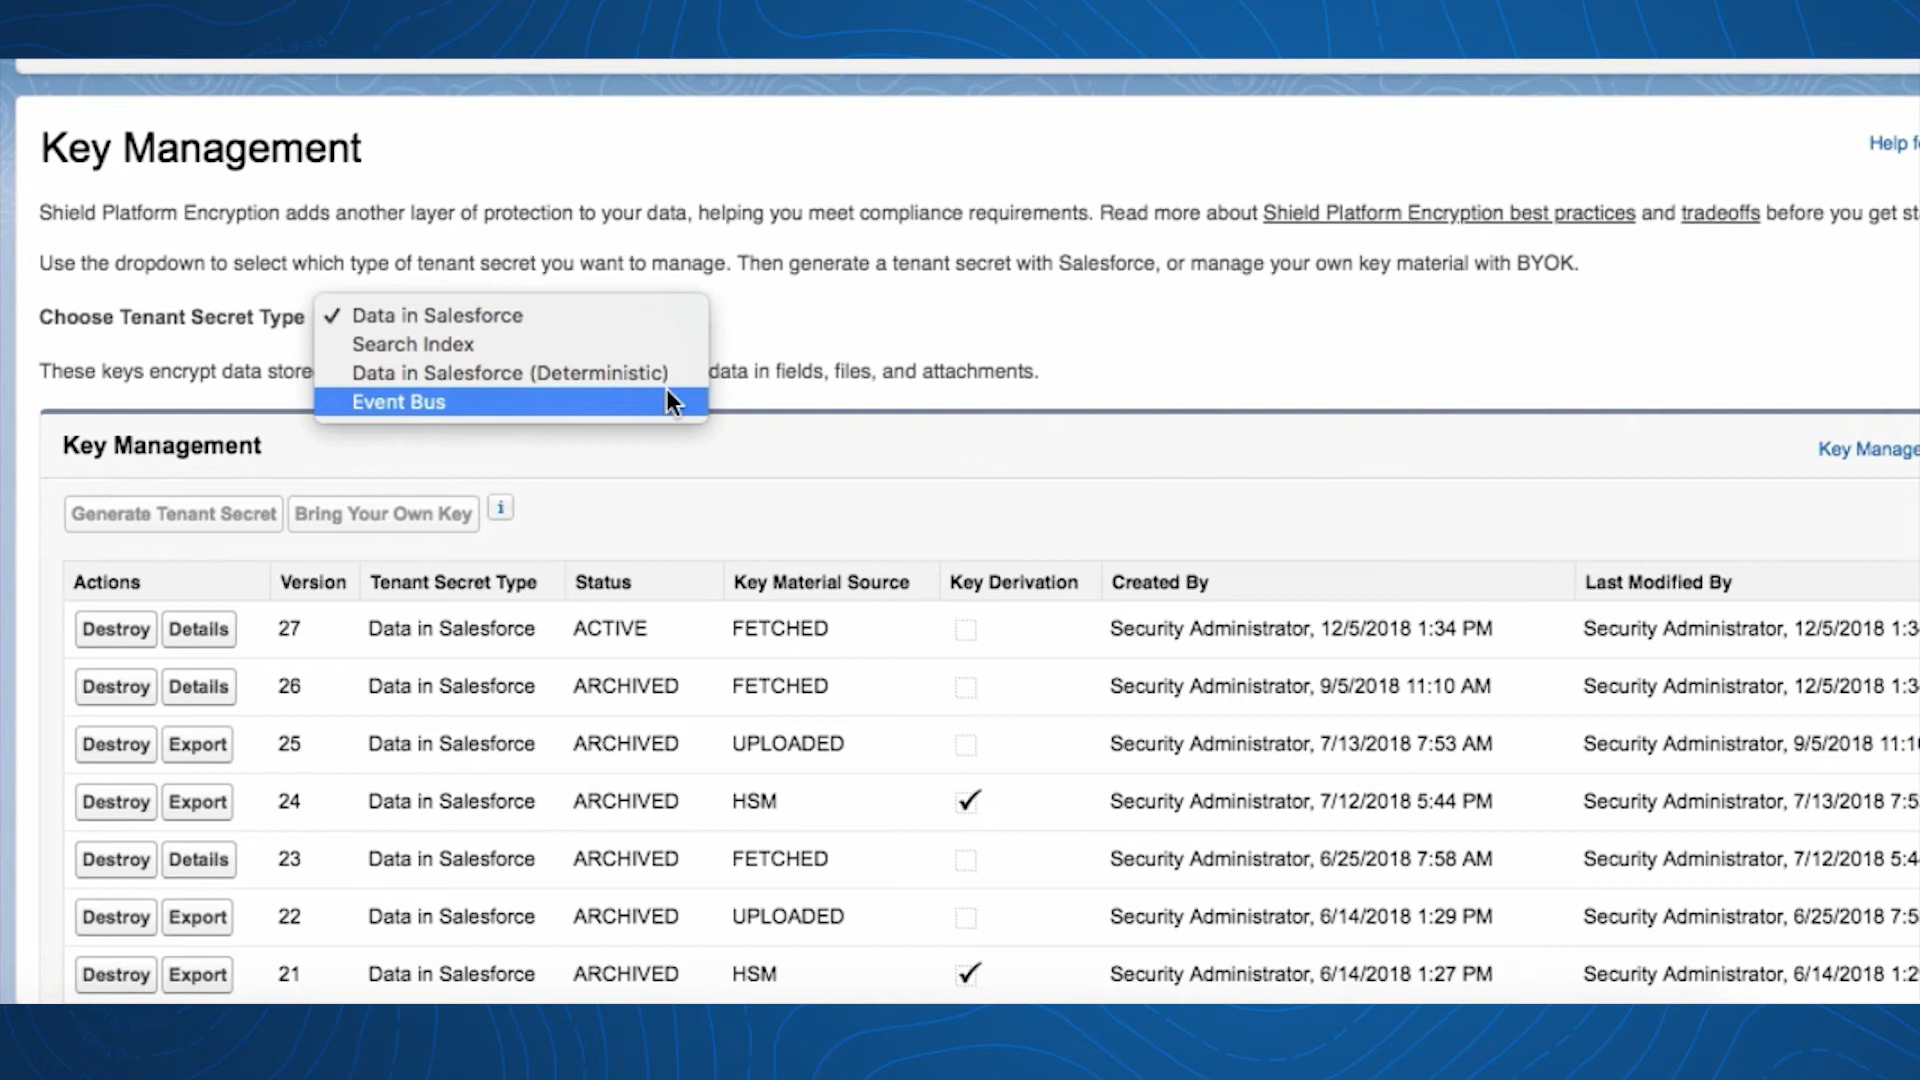 Key Management
Help f
Shield Platform Encryption adds another layer of protection to your data, helping you meet compliance requirements. Read more about Shield Platform Encryption best practices and tradeoffs before you get st
Use the dropdown to select which type of tenant secret you want to manage. Then generate a tenant secret with Salesforce, or manage your own key material with BYOK.
Choose Tenant Secret Type ✓ Data in Salesforce
Search Index
Data in Salesforce (Deterministic)
Event Bus
These keys encrypt data store data in fields, files, and attachments.
Key Management
Key Manage
Generate Tenant Secret Bring Your Own Key i
Actions Version Tenant Secret Type Status Key Material Source Key Derivation Created By Last Modified By
Destroy Details 27 Data in Salesforce ACTIVE FETCHED Security Administrator, 12/5/2018 1:34 PM Security Administrator, 12/5/2018 1:3
Destroy Details 26 Data in Salesforce ARCHIVED FETCHED Security Administrator, 9/5/2018 11:10 AM Security Administrator, 12/5/2018 1:3
Destroy Export 25 Data in Salesforce ARCHIVED UPLOADED Security Administrator, 7/13/2018 7:53 AM Security Administrator, 9/5/2018 11:1
Destroy Export 24 Data in Salesforce ARCHIVED HSM ✓ Security Administrator, 7/12/2018 5:44 PM Security Administrator, 7/13/2018 7:5
Destroy Details 23 Data in Salesforce ARCHIVED FETCHED Security Administrator, 6/25/2018 7:58 AM Security Administrator, 7/12/2018 5:4
Destroy Export 22 Data in Salesforce ARCHIVED UPLOADED Security Administrator, 6/14/2018 1:29 PM Security Administrator, 6/25/2018 7:5
Destroy Export 21 Data in Salesforce ARCHIVED HSM ✓ Security Administrator, 6/14/2018 1:27 PM Security Administrator, 6/14/2018 1:2